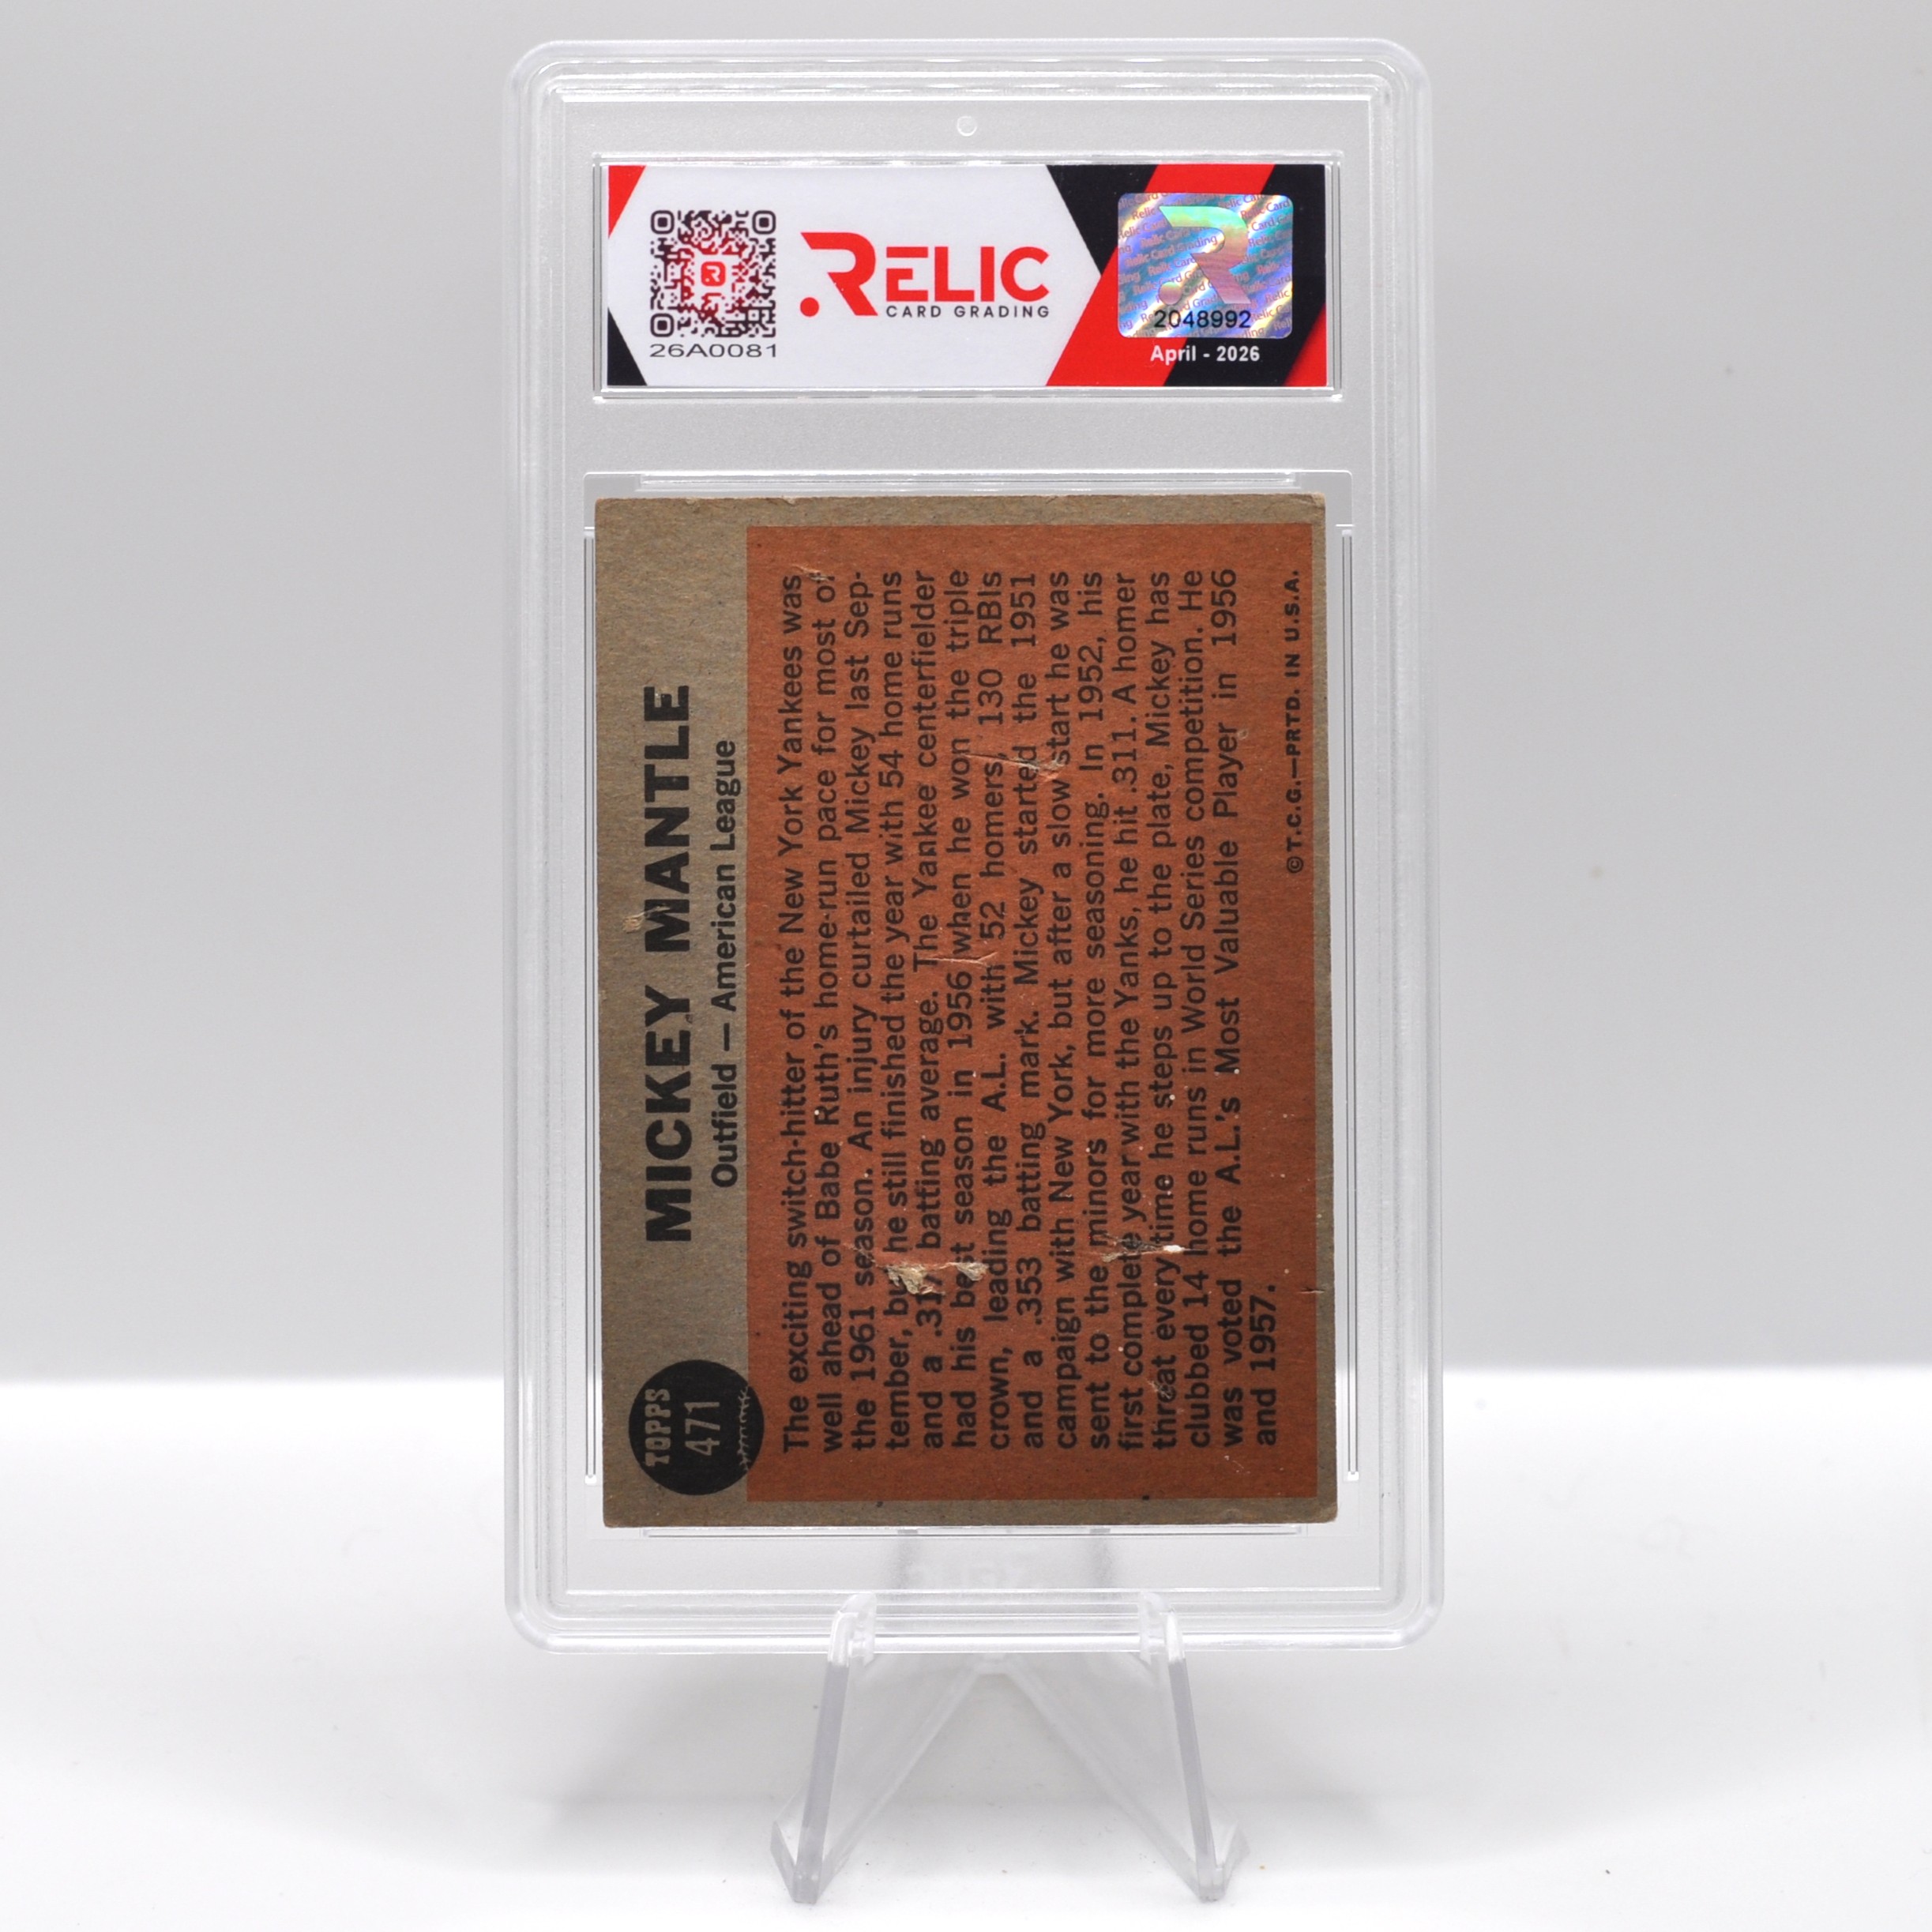 26A0081
RELIC
CARD GRADING
2048992
April - 2026
TOPPS
471
MICKEY MANTLE
Outfield — American League
The exciting switch-hitter of the New York Yankees was
well ahead of Babe Ruth's home-run pace for most of
the 1961 season. An injury curtailed Mickey last Sep-
tember, but he still finished the year with 54 home runs
and a .317 batting average. The Yankee centerfielder
had his best season in 1956 when he won the triple
crown, leading the A.L. with 52 homers, 130 RBIs
and a .353 batting mark. Mickey started the 1951
campaign with New York, but after a slow start he was
sent to the minors for more seasoning. In 1952, his
first complete year with the Yanks, he hit .311. A homer
threat every time he steps up to the plate, Mickey has
clubbed 14 home runs in World Series competition. He
was voted the A.L.'s Most Valuable Player in 1956
and 1957.
©T.C.G.—PRTD. IN U.S.A.